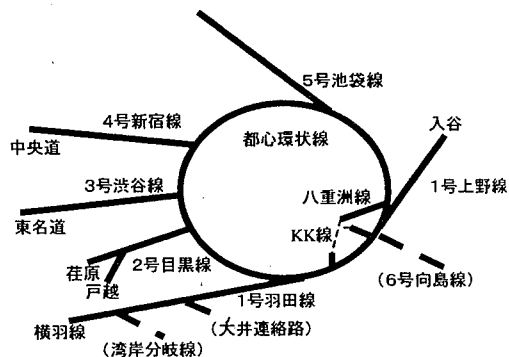 5号池袋線
4号新宿線
中央道
都心環状線
入谷
3号渋谷線
東名道
八重洲線
1号上野線
KK線
2号目黒線
荏原
戸越
(6号向島線)
1号羽田線
横羽線
(大井連絡路)
(湾岸分岐線)